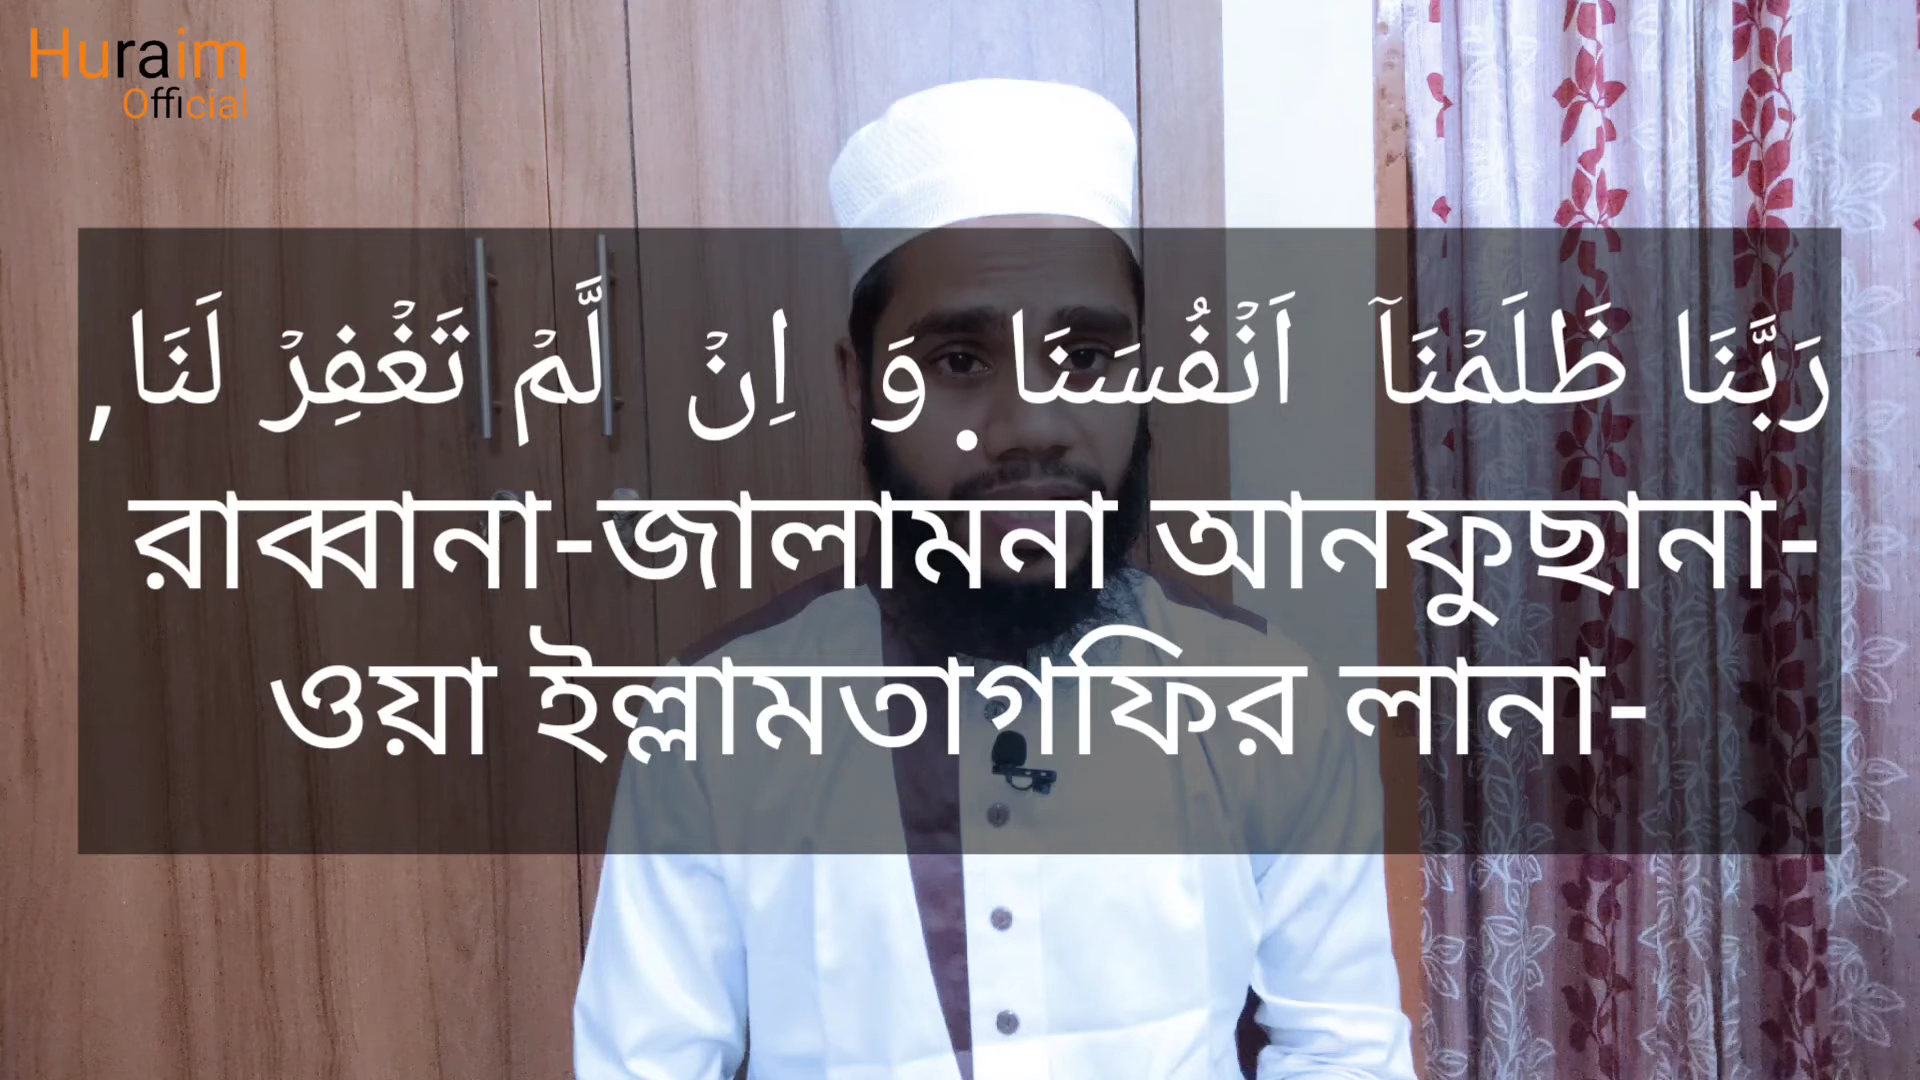 Huraim
Official
رَبَّنَا ظَلَمۡنَاۤ اَنۡفُسَنَا ٜ وَ اِنۡ لَّمۡ تَغۡفِرۡ لَنَا ,
রাব্বানা-জালামনা আনফুছানা-
ওয়া ইল্লামতাগফির লানা-